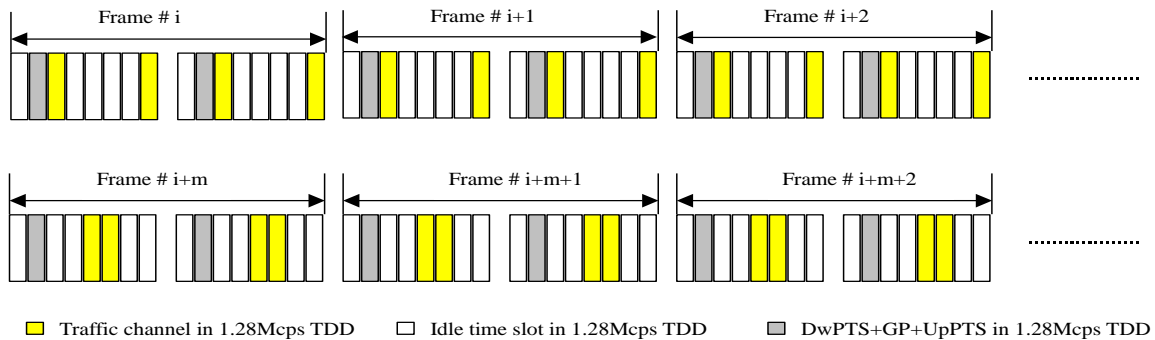 Frame # i Frame # i+1 Frame # i+2
Frame # i+m Frame # i+m+1 Frame # i+m+2
Traffic channel in 1.28Mcps TDD Idle time slot in 1.28Mcps TDD DwPTS+GP+UpPTS in 1.28Mcps TDD